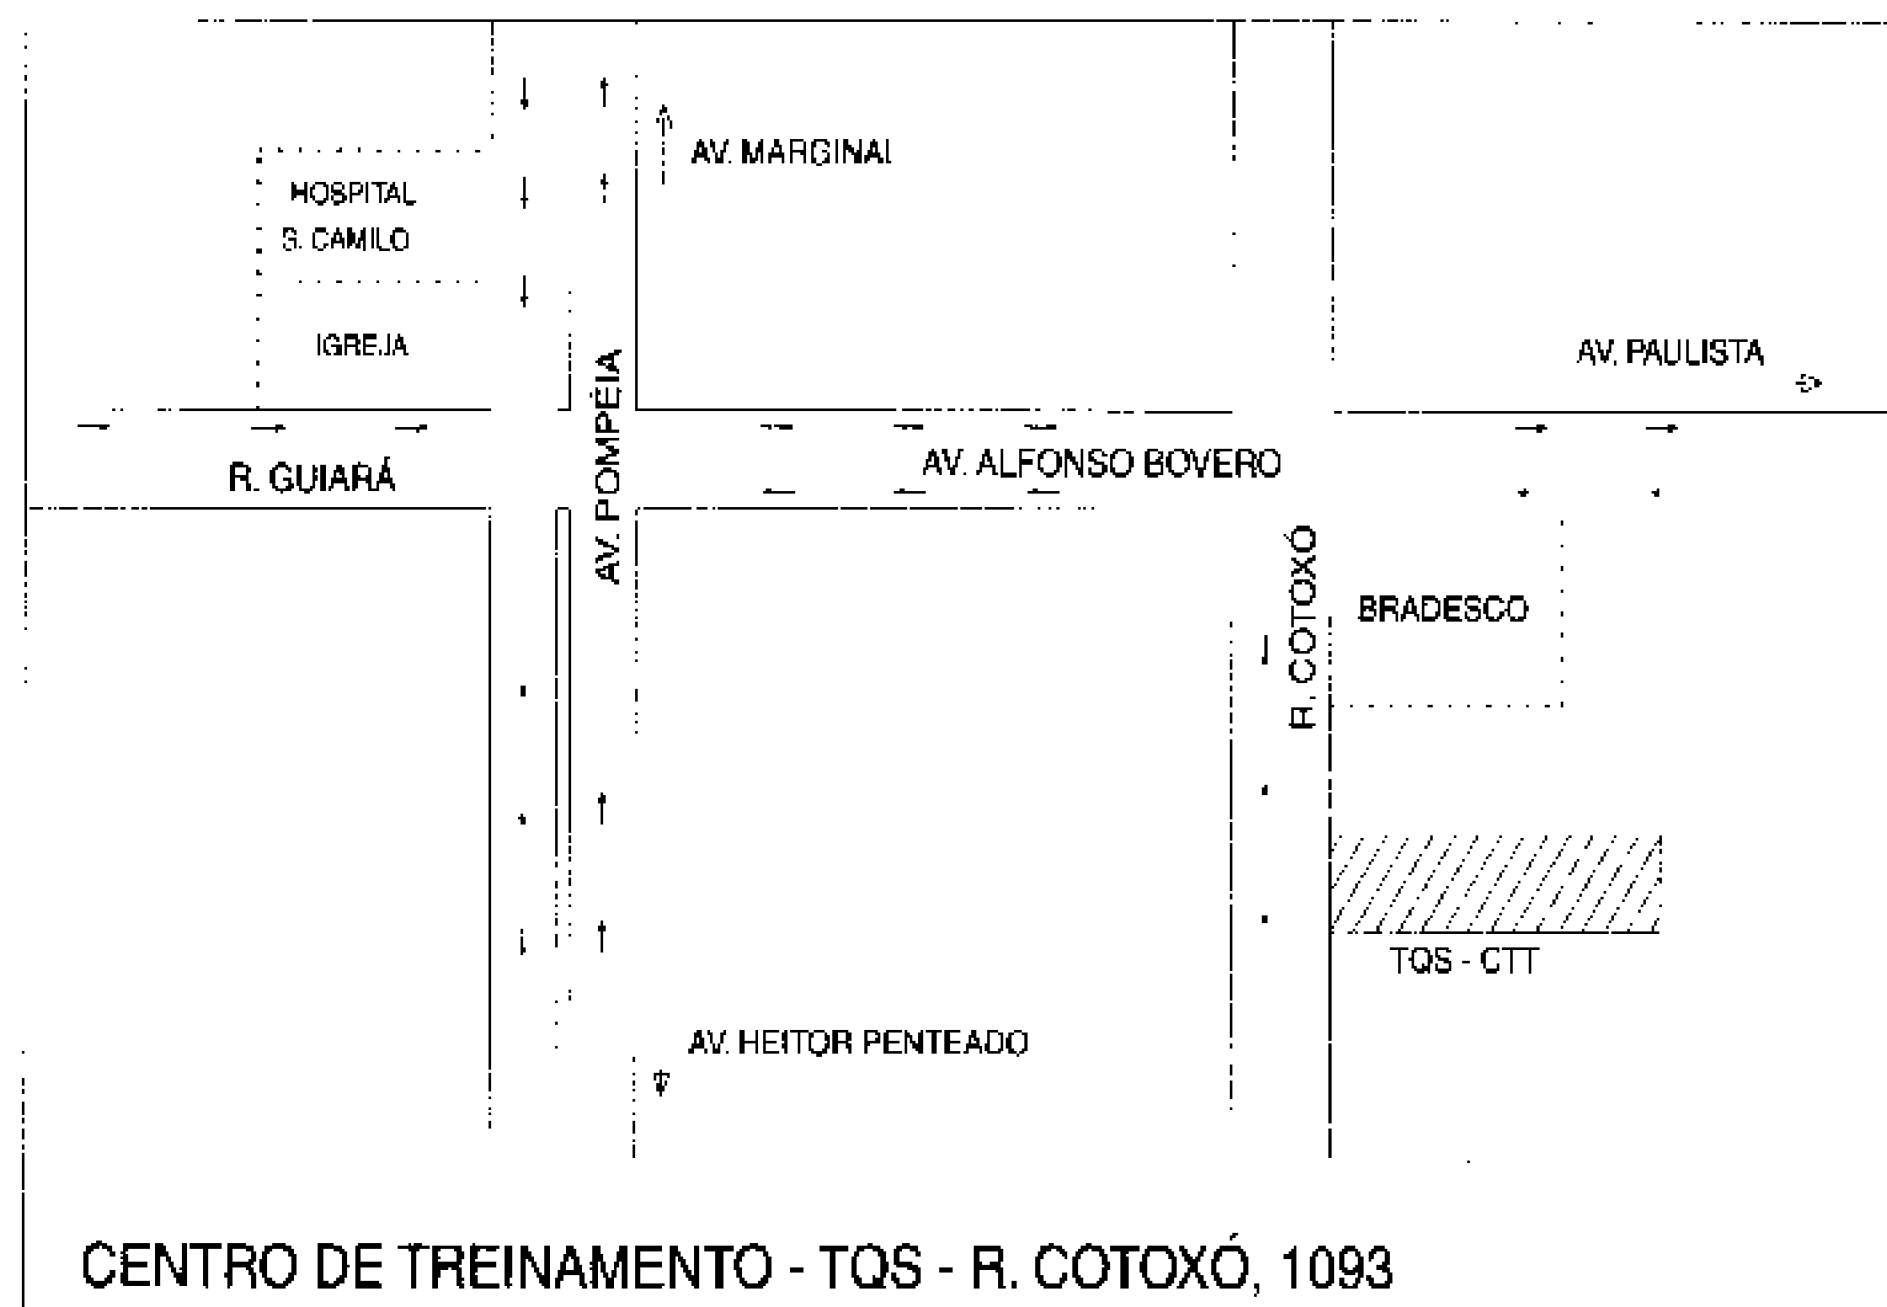 AV. MARGINAL
HOSPITAL
S. CAMILO
IGREJA
AV. PAULISTA
R. GUIARÁ
AV. POMPÉIA
AV. ALFONSO BOVERO
R. COTOXÓ
BRADESCO
TQS - CTT
AV. HEITOR PENTEADO
CENTRO DE TREINAMENTO - TQS - R. COTOXÓ, 1093